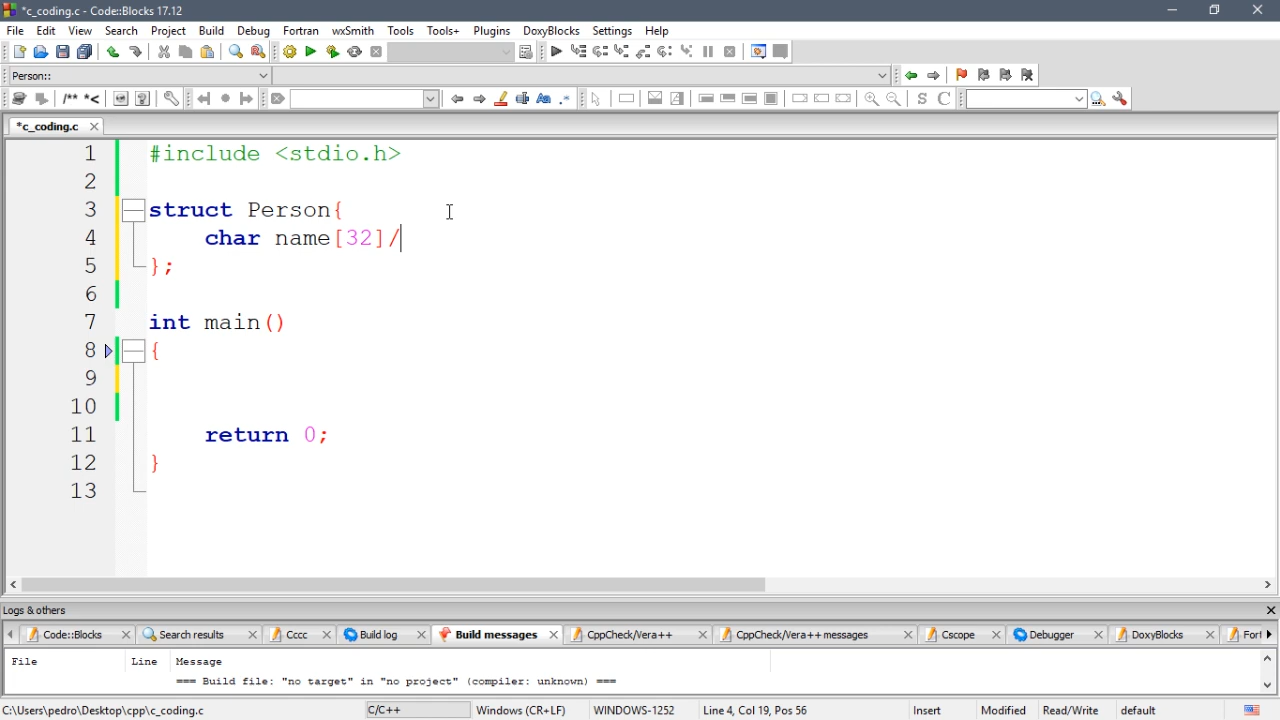 *c_coding.c - Code::Blocks 17.12
File Edit View Search Project Build Debug Fortran wxSmith Tools Tools+ Plugins DoxyBlocks Settings Help
Person::
/** *<
S C
*c_coding.c
1 #include <stdio.h>
2
3 struct Person{
4 char name[32]/
5 };
6
7 int main()
8 {
9
10
11 return 0;
12 }
13
Logs & others
Code::Blocks Search results Cccc Build log Build messages CppCheck/Vera++ CppCheck/Vera++ messages Cscope Debugger DoxyBlocks Fort
File Line Message
=== Build file: "no target" in "no project" (compiler: unknown) ===
C:\Users\pedro\Desktop\cpp\c_coding.c C/C++ Windows (CR+LF) WINDOWS-1252 Line 4, Col 19, Pos 56 Insert Modified Read/Write default